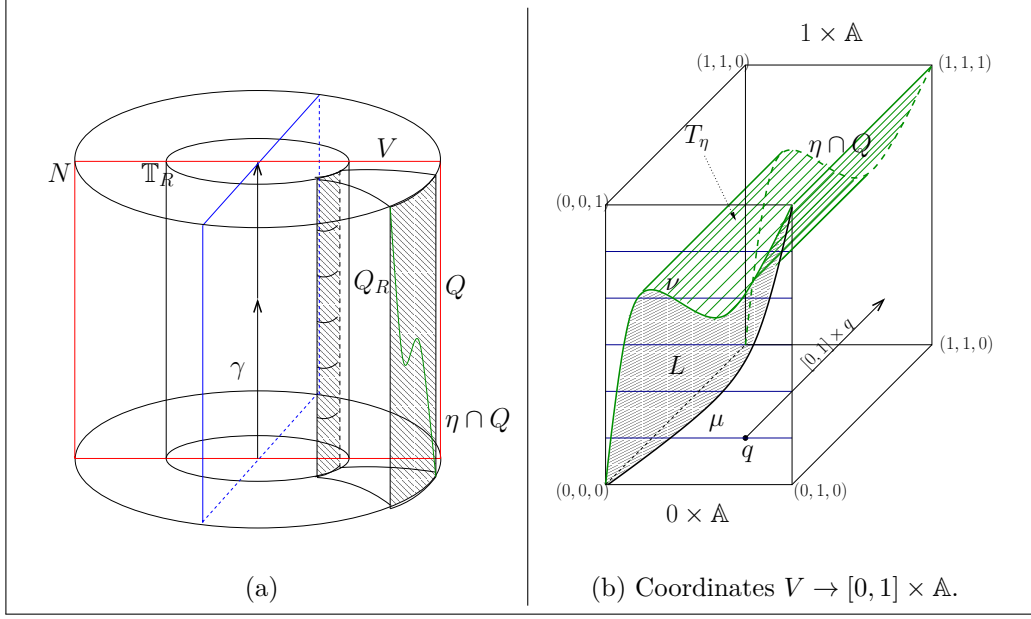 N
𝕋_R
V
Q_R
Q
γ
η ∩ Q
(a)
1 × 𝔸
(1, 1, 0)
(1, 1, 1)
T_η
η ∩ Q
(0, 0, 1)
ν
[0, 1] × q
(1, 1, 0)
L
μ
q
(0, 0, 0)
(0, 1, 0)
0 × 𝔸
(b) Coordinates V → [0, 1] × 𝔸.